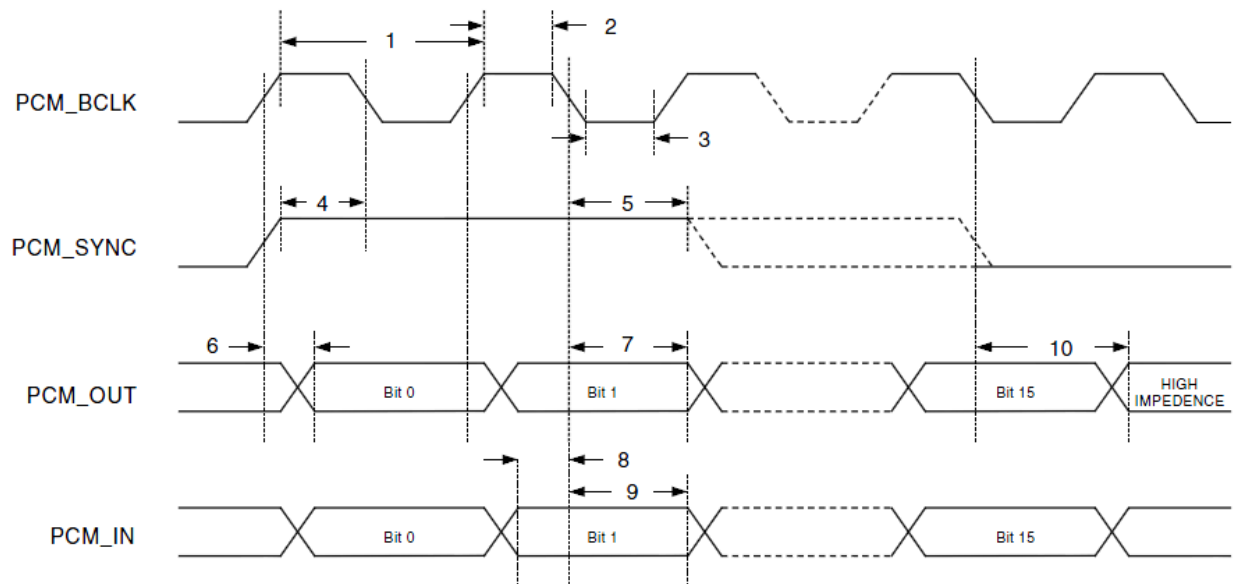 1
2
PCM_BCLK
3
4
5
PCM_SYNC
6
7
10
PCM_OUT
Bit 0
Bit 1
Bit 15
HIGH
IMPEDENCE
8
9
PCM_IN
Bit 0
Bit 1
Bit 15